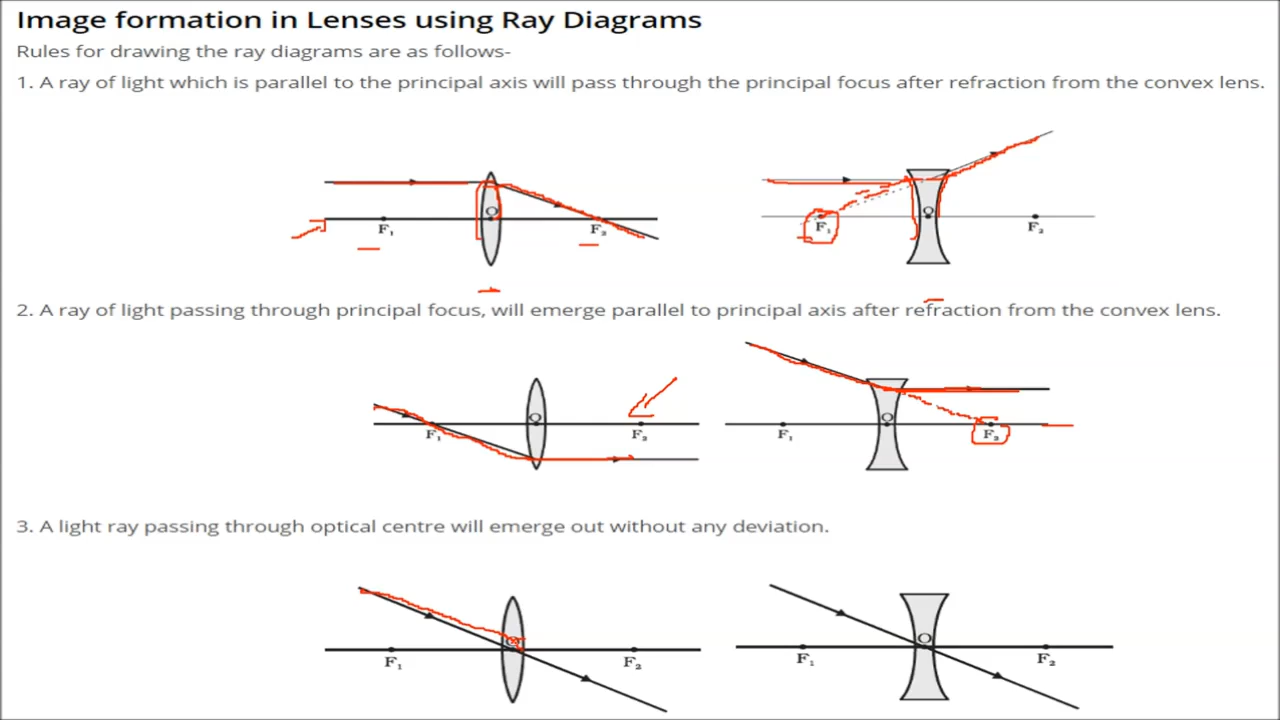 Image formation in Lenses using Ray Diagrams
Rules for drawing the ray diagrams are as follows-
1. A ray of light which is parallel to the principal axis will pass through the principal focus after refraction from the convex lens.
O
F₁ F₂
O
F₁ F₂
2. A ray of light passing through principal focus, will emerge parallel to principal axis after refraction from the convex lens.
O
F₁ F₂
O
F₁ F₂
3. A light ray passing through optical centre will emerge out without any deviation.
O
F₁ F₂
O
F₁ F₂